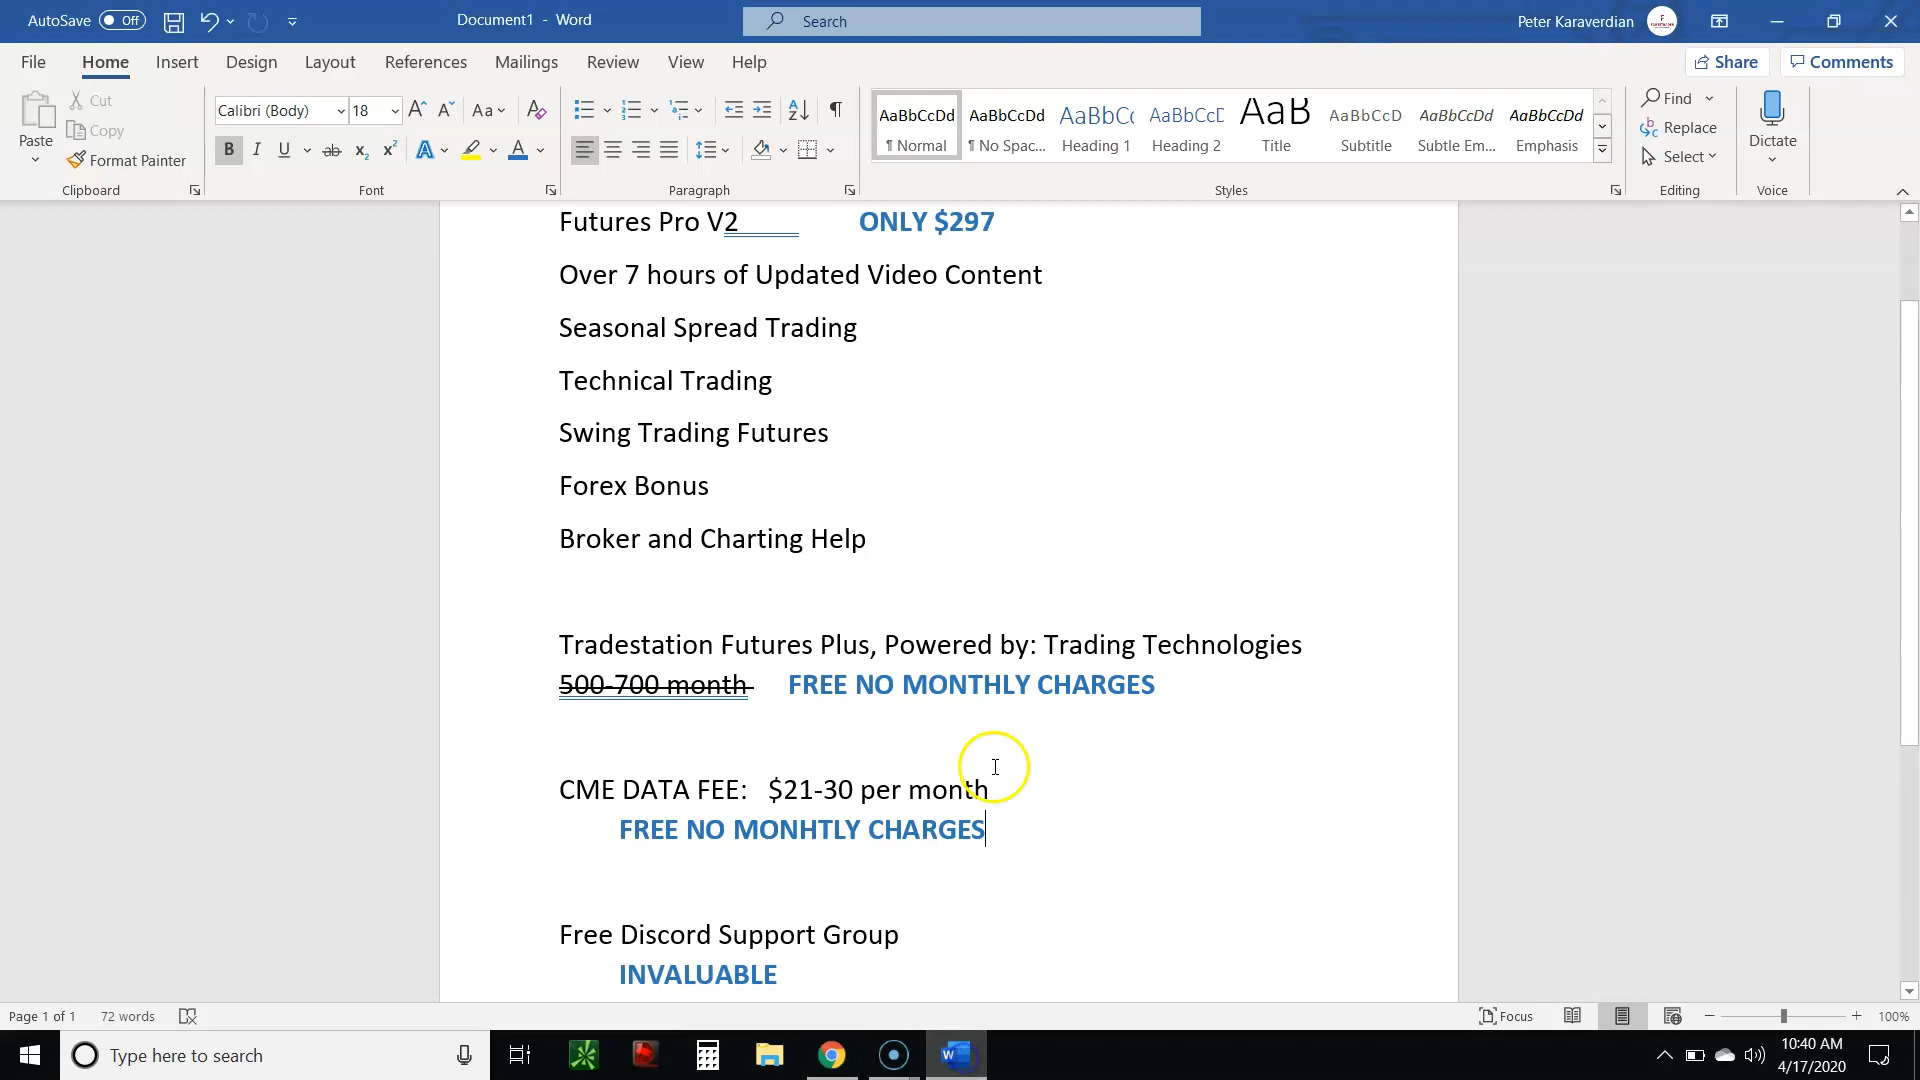 AutoSave Off Document1 - Word Search Peter Karaverdian
File Home Insert Design Layout References Mailings Review View Help Share Comments
Cut Calibri (Body) 18 Aa AaBbCcDd AaBbCcDd AaBbCc AaBbCcD AaB AaBbCcD AaBbCcDd AaBbCcDd Find
Copy Replace
Paste B I U ab x₂ x² A A ¶ Normal ¶ No Spac... Heading 1 Heading 2 Title Subtitle Subtle Em... Emphasis Dictate
Format Painter Select
Clipboard Font Paragraph Styles Editing Voice
Futures Pro V2 ONLY $297
Over 7 hours of Updated Video Content
Seasonal Spread Trading
Technical Trading
Swing Trading Futures
Forex Bonus
Broker and Charting Help
Tradestation Futures Plus, Powered by: Trading Technologies
500-700 month FREE NO MONTHLY CHARGES
CME DATA FEE: $21-30 per month
FREE NO MONHTLY CHARGES
Free Discord Support Group
INVALUABLE
Page 1 of 1 72 words Focus 100%
Type here to search 10:40 AM
4/17/2020